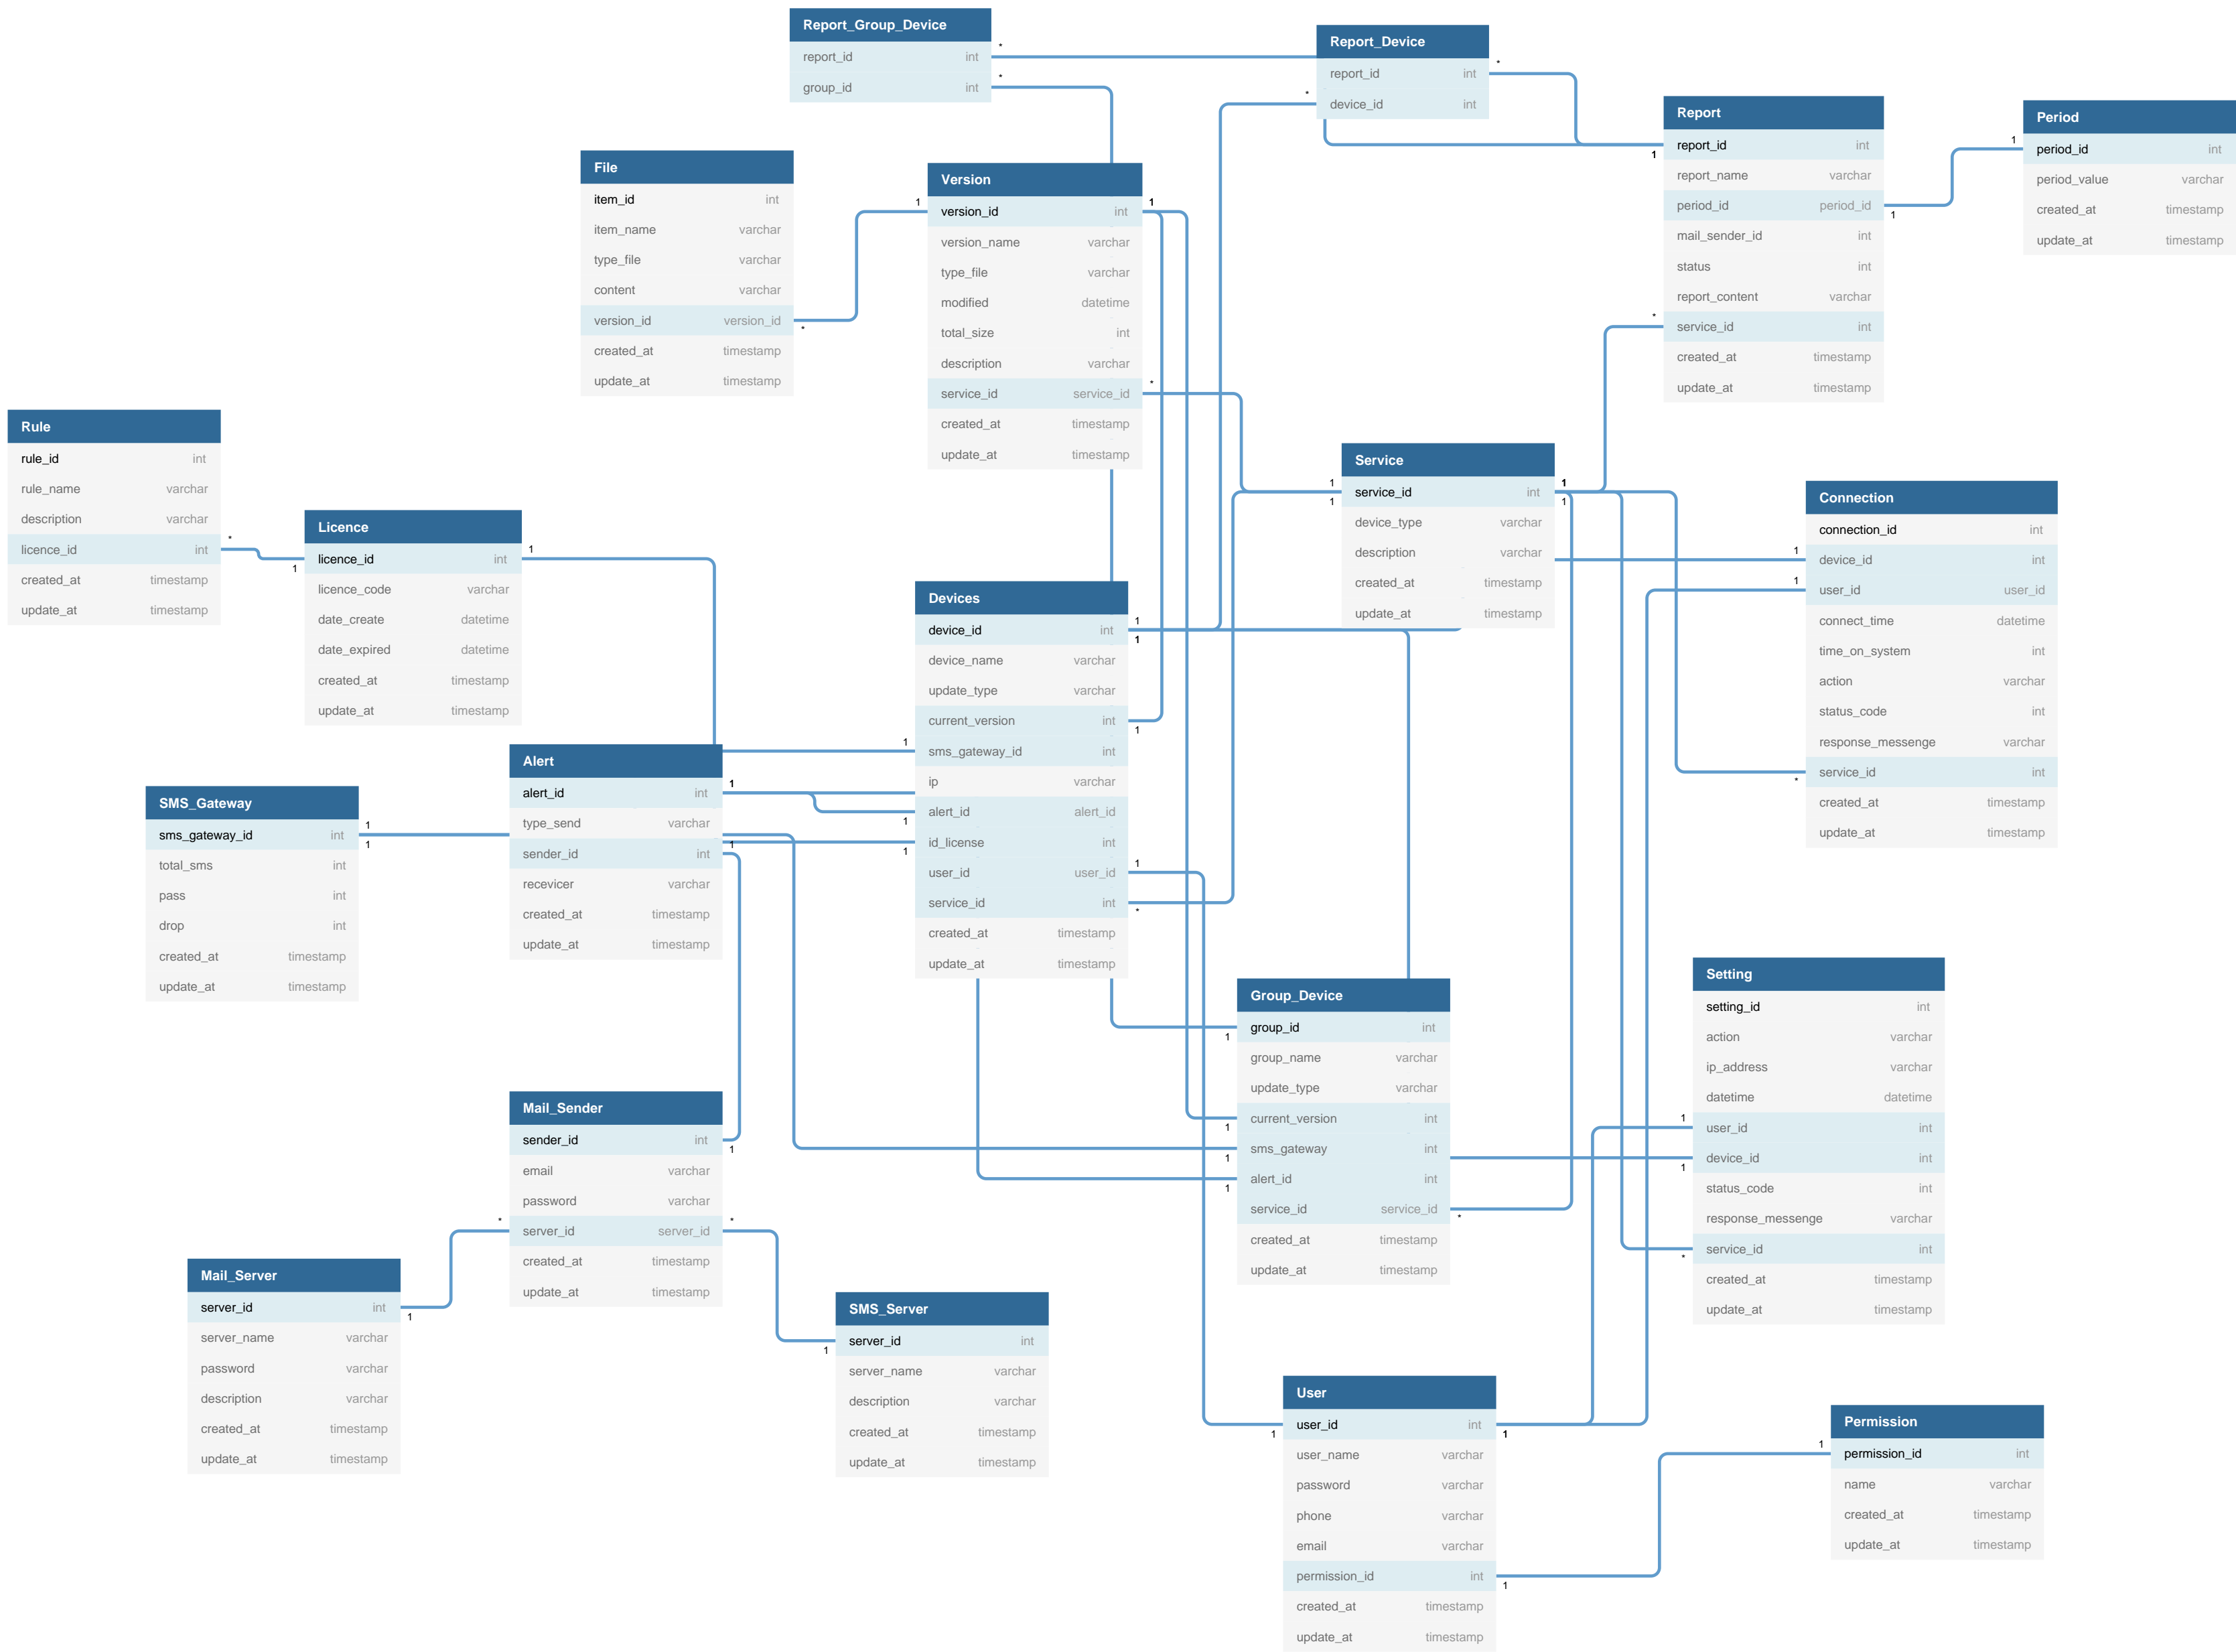 Report_Group_Device
report_id int
group_id int
Report_Device
report_id int
device_id int
Report
report_id int
report_name varchar
period_id period_id
mail_sender_id int
status int
report_content varchar
service_id int
created_at timestamp
update_at timestamp
Period
period_id int
period_value varchar
created_at timestamp
update_at timestamp
File
item_id int
item_name varchar
type_file varchar
content varchar
version_id version_id
created_at timestamp
update_at timestamp
Version
version_id int
version_name varchar
type_file varchar
modified datetime
total_size int
description varchar
service_id service_id
created_at timestamp
update_at timestamp
Rule
rule_id int
rule_name varchar
description varchar
licence_id int
created_at timestamp
update_at timestamp
Licence
licence_id int
licence_code varchar
date_create datetime
date_expired datetime
created_at timestamp
update_at timestamp
Service
service_id int
device_type varchar
description varchar
created_at timestamp
update_at timestamp
Connection
connection_id int
device_id int
user_id user_id
connect_time datetime
time_on_system int
action varchar
status_code int
response_messenge varchar
service_id int
created_at timestamp
update_at timestamp
Devices
device_id int
device_name varchar
update_type varchar
current_version int
sms_gateway_id int
ip varchar
alert_id alert_id
id_license int
user_id user_id
service_id int
created_at timestamp
update_at timestamp
Alert
alert_id int
type_send varchar
sender_id int
recevicer varchar
created_at timestamp
update_at timestamp
SMS_Gateway
sms_gateway_id int
total_sms int
pass int
drop int
created_at timestamp
update_at timestamp
Group_Device
group_id int
group_name varchar
update_type varchar
current_version int
sms_gateway int
alert_id int
service_id service_id
created_at timestamp
update_at timestamp
Setting
setting_id int
action varchar
ip_address varchar
datetime datetime
user_id int
device_id int
status_code int
response_messenge varchar
service_id int
created_at timestamp
update_at timestamp
Mail_Sender
sender_id int
email varchar
password varchar
server_id server_id
created_at timestamp
update_at timestamp
Mail_Server
server_id int
server_name varchar
password varchar
description varchar
created_at timestamp
update_at timestamp
SMS_Server
server_id int
server_name varchar
description varchar
created_at timestamp
update_at timestamp
User
user_id int
user_name varchar
password varchar
phone varchar
email varchar
permission_id int
created_at timestamp
update_at timestamp
Permission
permission_id int
name varchar
created_at timestamp
update_at timestamp